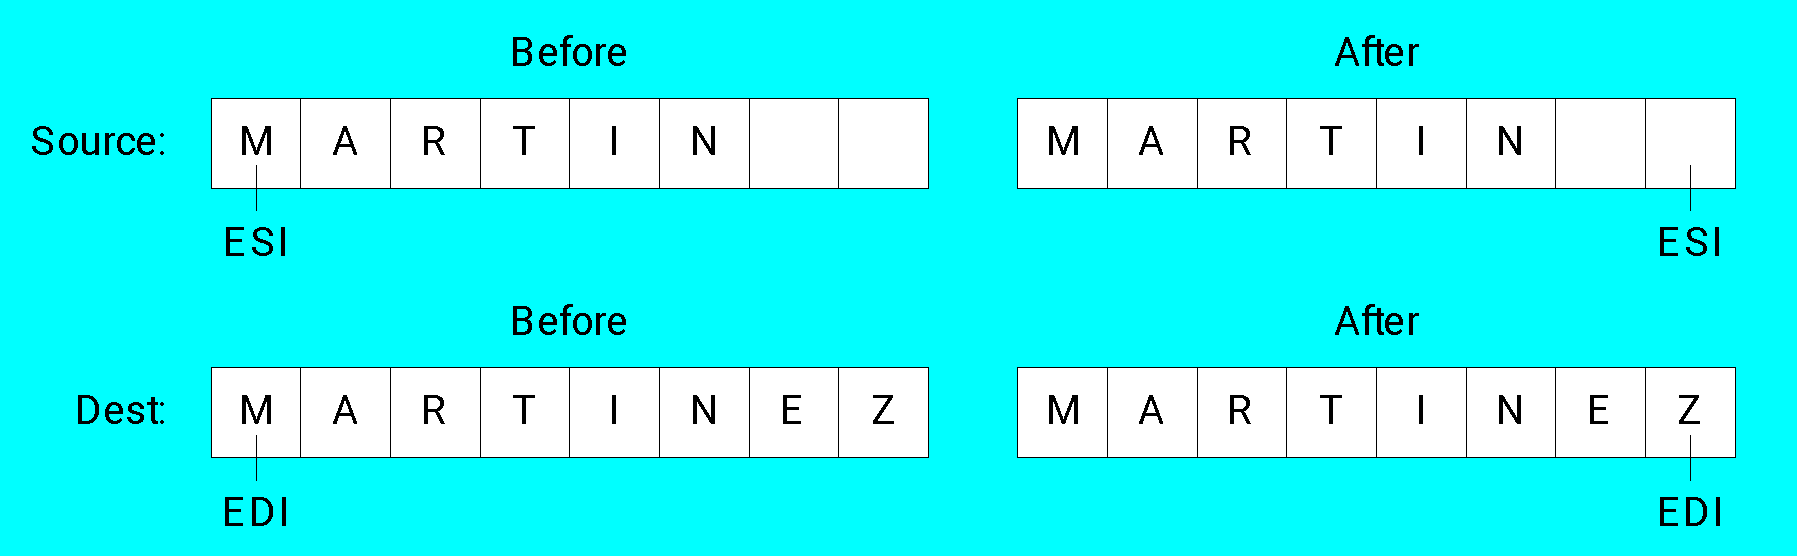 Before After
Source: M A R T I N M A R T I N
ESI ESI
Before After
Dest: M A R T I N E Z M A R T I N E Z
EDI EDI